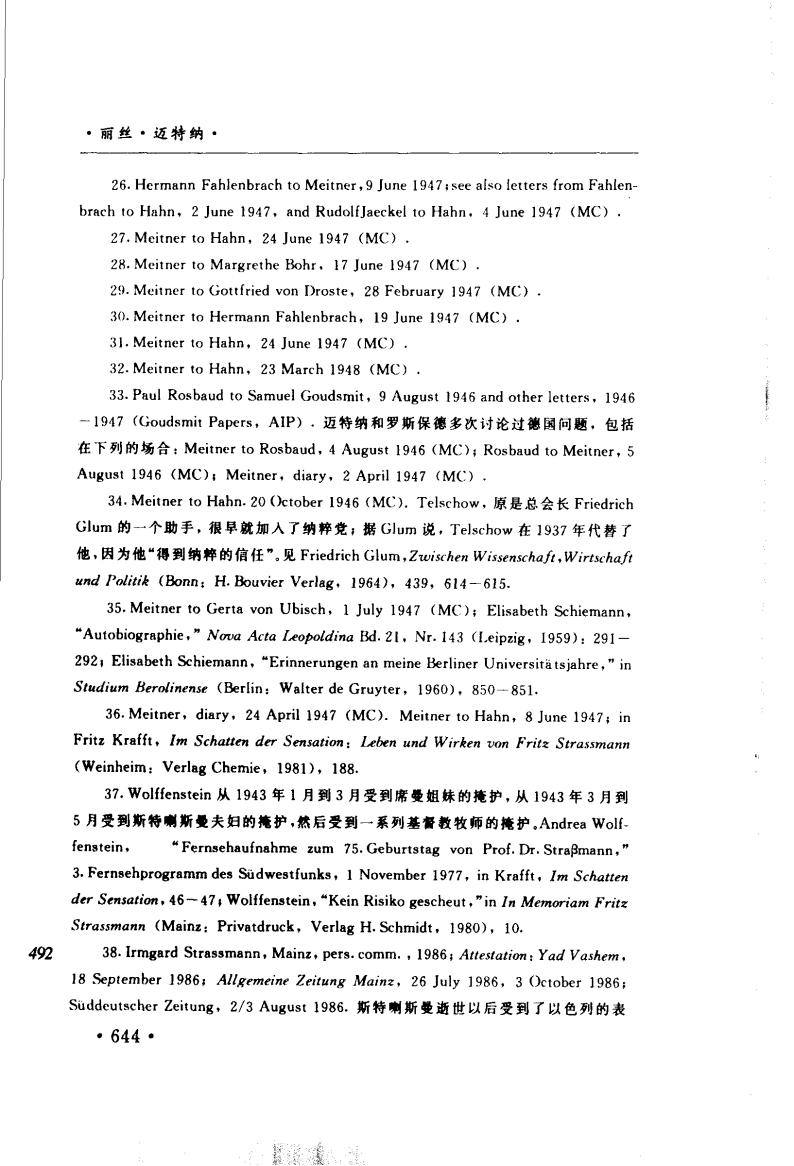 ·丽丝·迈特纳·
26. Hermann Fahlenbrach to Meitner, 9 June 1947; see also letters from Fahlen-
brach to Hahn, 2 June 1947, and RudolfJaeckel to Hahn, 4 June 1947 (MC).
27. Meitner to Hahn, 24 June 1947 (MC).
28. Meitner to Margrethe Bohr, 17 June 1947 (MC).
29. Meitner to Gottfried von Droste, 28 February 1947 (MC).
30. Meitner to Hermann Fahlenbrach, 19 June 1947 (MC).
31. Meitner to Hahn, 24 June 1947 (MC).
32. Meitner to Hahn, 23 March 1948 (MC).
33. Paul Rosbaud to Samuel Goudsmit, 9 August 1946 and other letters, 1946
－1947 (Goudsmit Papers, AIP). 迈特纳和罗斯保德多次讨论过德国问题，包括
在下列的场合：Meitner to Rosbaud, 4 August 1946 (MC); Rosbaud to Meitner, 5
August 1946 (MC); Meitner, diary, 2 April 1947 (MC).
34. Meitner to Hahn. 20 October 1946 (MC). Telschow，原是总会长 Friedrich
Glum 的一个助手，很早就加入了纳粹党；据 Glum 说，Telschow 在 1937 年代替了
他，因为他“得到纳粹的信任”。见 Friedrich Glum, Zwischen Wissenschaft, Wirtschaft
und Politik (Bonn: H. Bouvier Verlag, 1964), 439, 614－615.
35. Meitner to Gerta von Ubisch, 1 July 1947 (MC); Elisabeth Schiemann,
“Autobiographie,” Nova Acta Leopoldina Bd. 21, Nr. 143 (Leipzig, 1959): 291－
292; Elisabeth Schiemann, “Erinnerungen an meine Berliner Universitätsjahre,” in
Studium Berolinense (Berlin: Walter de Gruyter, 1960), 850－851.
36. Meitner, diary, 24 April 1947 (MC). Meitner to Hahn, 8 June 1947; in
Fritz Krafft, Im Schatten der Sensation: Leben und Wirken von Fritz Strassmann
(Weinheim: Verlag Chemie, 1981), 188.
37. Wolffenstein 从 1943 年 1 月到 3 月受到席曼姐妹的掩护，从 1943 年 3 月到
5 月受到斯特喇斯曼夫妇的掩护，然后受到一系列基督教牧师的掩护。Andrea Wolf-
fenstein, “Fernsehaufnahme zum 75. Geburtstag von Prof. Dr. Straβmann,”
3. Fernsehprogramm des Südwestfunks, 1 November 1977, in Krafft, Im Schatten
der Sensation, 46－47; Wolffenstein, “Kein Risiko gescheut,” in In Memoriam Fritz
Strassmann (Mainz: Privatdruck, Verlag H. Schmidt, 1980), 10.
492 38. Irmgard Strassmann, Mainz, pers. comm. , 1986; Attestation: Yad Vashem,
18 September 1986; Allgemeine Zeitung Mainz, 26 July 1986, 3 October 1986;
Süddeutscher Zeitung, 2/3 August 1986. 斯特喇斯曼逝世以后受到了以色列的表
·644·